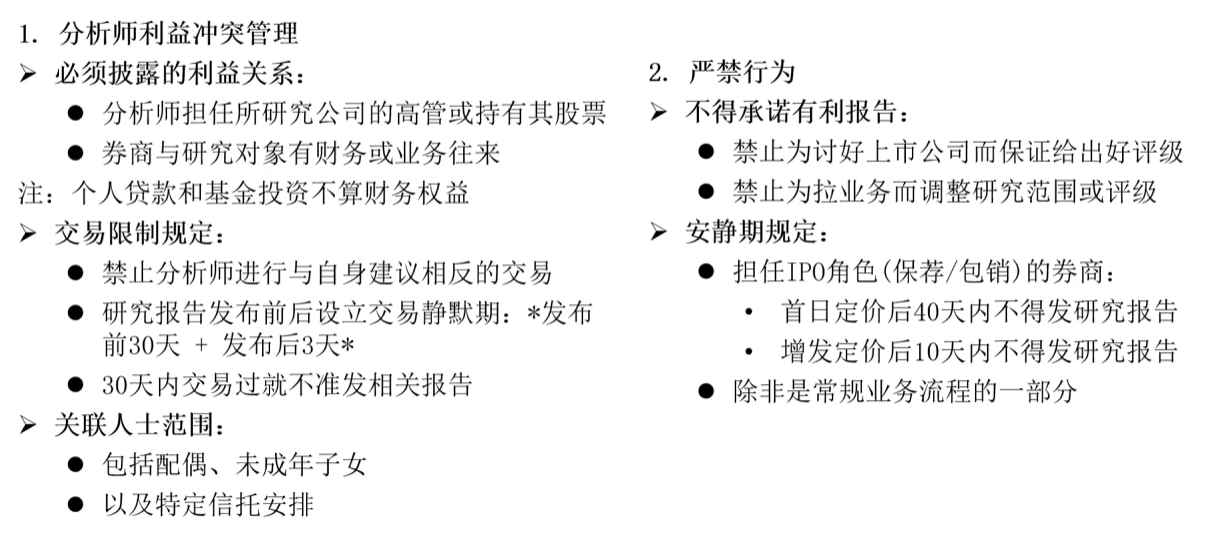 1. 分析师利益冲突管理
➢ 必须披露的利益关系：
● 分析师担任所研究公司的高管或持有其股票
● 券商与研究对象有财务或业务往来
注：个人贷款和基金投资不算财务权益
➢ 交易限制规定：
● 禁止分析师进行与自身建议相反的交易
● 研究报告发布前后设立交易静默期：*发布
前30天 + 发布后3天*
● 30天内交易过就不准发相关报告
➢ 关联人士范围：
● 包括配偶、未成年子女
● 以及特定信托安排
2. 严禁行为
➢ 不得承诺有利报告：
● 禁止为讨好上市公司而保证给出好评级
● 禁止为拉业务而调整研究范围或评级
➢ 安静期规定：
● 担任IPO角色(保荐/包销)的券商：
• 首日定价后40天内不得发研究报告
• 增发定价后10天内不得发研究报告
● 除非是常规业务流程的一部分